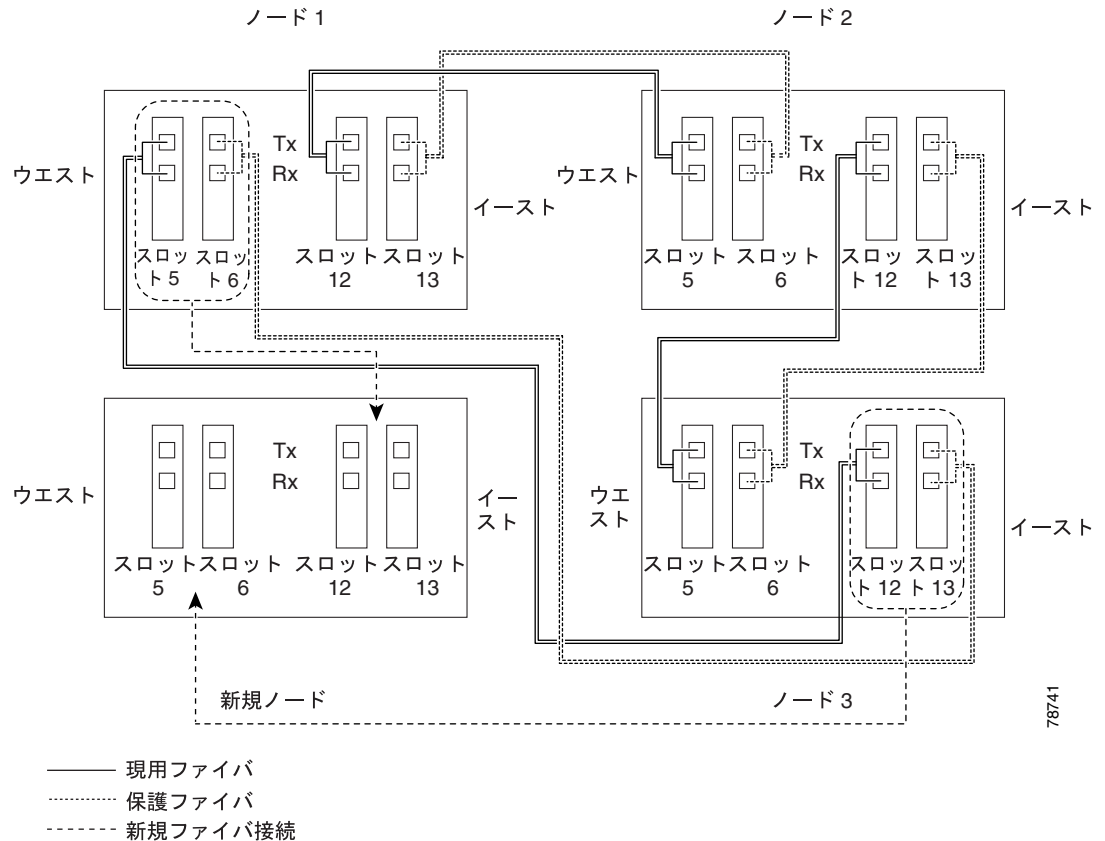 ノード 1
ノード 2
ウエスト
Tx
Rx
イースト
スロッ
ト 5
スロッ
ト 6
スロット
12
スロット
13
ウエスト
Tx
Rx
イースト
スロット
5
スロット
6
スロッ
ト 12
スロッ
ト 13
ウエスト
Tx
Rx
イー
スト
スロット
5
スロット
6
スロット
12
スロット
13
ウエ
スト
Tx
Rx
イースト
スロット
5
スロット
6
スロッ
ト 12
スロッ
ト 13
新規ノード
ノード 3
78741
現用ファイバ
保護ファイバ
新規ファイバ接続